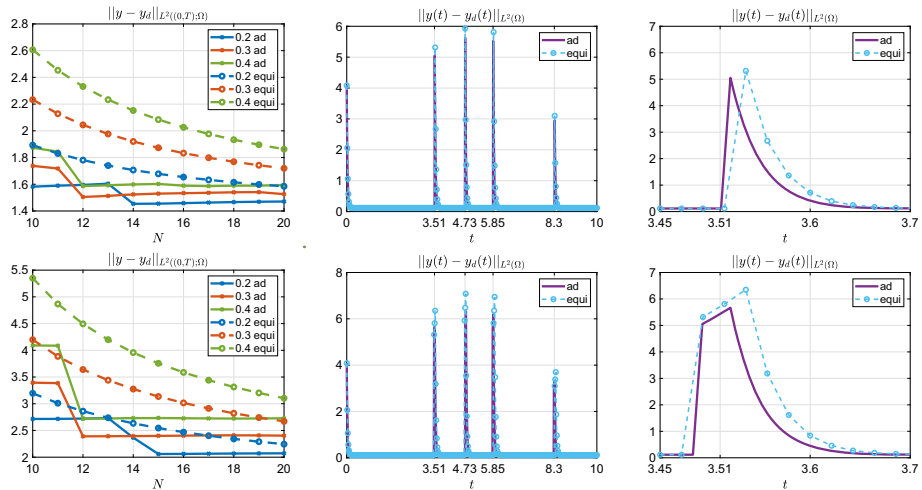 ||y − y_d||_{L²((0,T);Ω)}
2.8
2.6
2.4
2.2
2
1.8
1.6
1.4
10 12 14 16 18 20
N
0.2 ad
0.3 ad
0.4 ad
0.2 equi
0.3 equi
0.4 equi
||y(t) − y_d(t)||_{L²(Ω)}
6
5
4
3
2
1
0
0 3.51 4.73 5.85 8.3 10
t
ad
equi
||y(t) − y_d(t)||_{L²(Ω)}
7
6
5
4
3
2
1
0
3.45 3.51 3.6 3.7
t
ad
equi
||y − y_d||_{L²((0,T);Ω)}
5.5
5
4.5
4
3.5
3
2.5
2
10 12 14 16 18 20
N
0.2 ad
0.3 ad
0.4 ad
0.2 equi
0.3 equi
0.4 equi
||y(t) − y_d(t)||_{L²(Ω)}
8
6
4
2
0
0 3.51 4.73 5.85 8.3 10
t
ad
equi
||y(t) − y_d(t)||_{L²(Ω)}
7
6
5
4
3
2
1
0
3.45 3.51 3.6 3.7
t
ad
equi